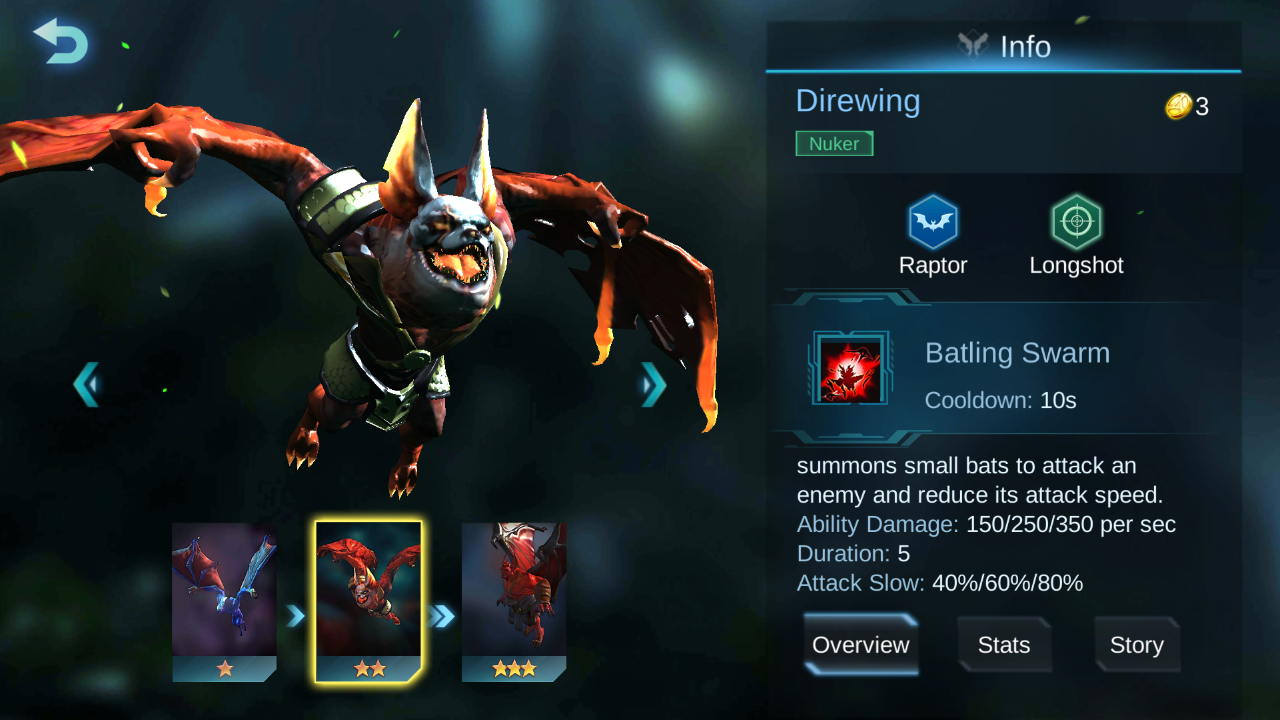 Info
Direwing
3
Nuker
Raptor
Longshot
Batling Swarm
Cooldown: 10s
summons small bats to attack an
enemy and reduce its attack speed.
Ability Damage: 150/250/350 per sec
Duration: 5
Attack Slow: 40%/60%/80%
Overview
Stats
Story